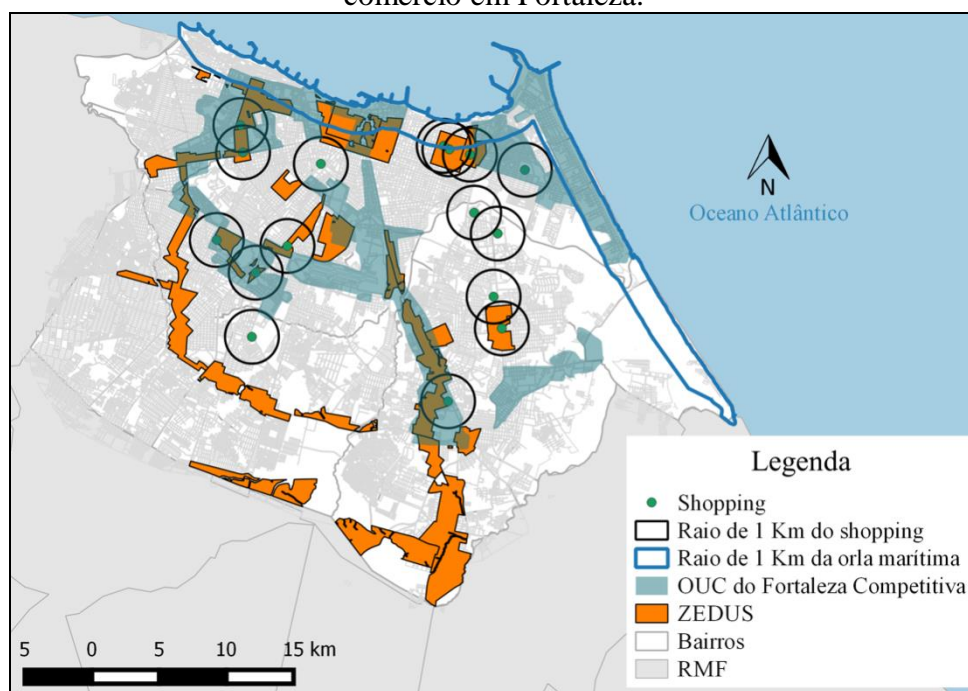 comércio em Fortaleza.
N
Oceano Atlântico
Legenda
Shopping
Raio de 1 Km do shopping
Raio de 1 Km da orla marítima
OUC do Fortaleza Competitiva
ZEDUS
Bairros
RMF
5 0 5 10 15 km